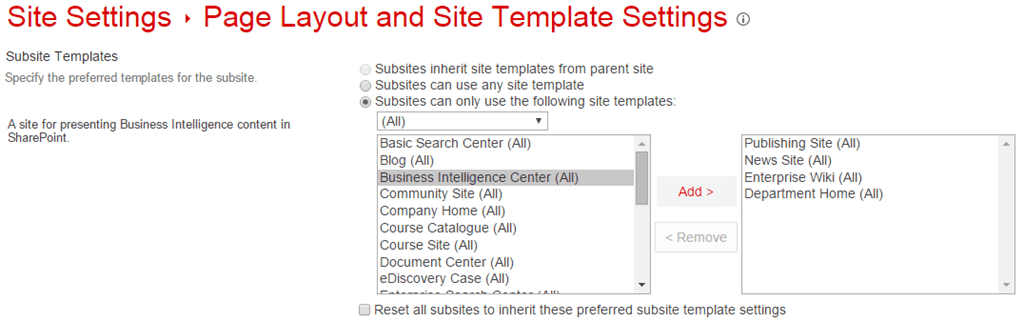 Site Settings ‣ Page Layout and Site Template Settings
Subsite Templates
Specify the preferred templates for the subsite.
A site for presenting Business Intelligence content in
SharePoint.
Subsites inherit site templates from parent site
Subsites can use any site template
Subsites can only use the following site templates:
(All)
Basic Search Center (All)
Blog (All)
Business Intelligence Center (All)
Community Site (All)
Company Home (All)
Course Catalogue (All)
Course Site (All)
Document Center (All)
eDiscovery Case (All)
Enterprise Search Center (All)
Add >
< Remove
Publishing Site (All)
News Site (All)
Enterprise Wiki (All)
Department Home (All)
Reset all subsites to inherit these preferred subsite template settings